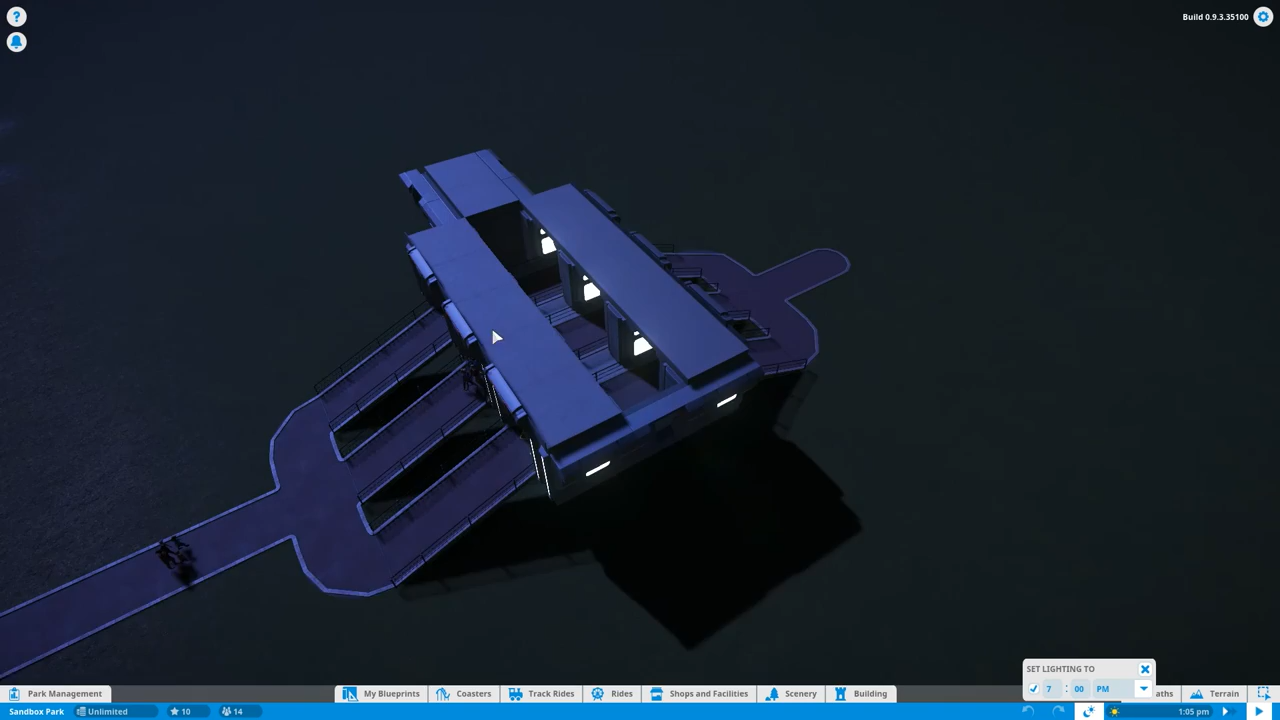 ?
Build 0.9.3.35100
SET LIGHTING TO
7 : 00 PM
Park Management
My Blueprints
Coasters
Track Rides
Rides
Shops and Facilities
Scenery
Building
aths
Terrain
Sandbox Park
Unlimited
10
14
1:05 pm